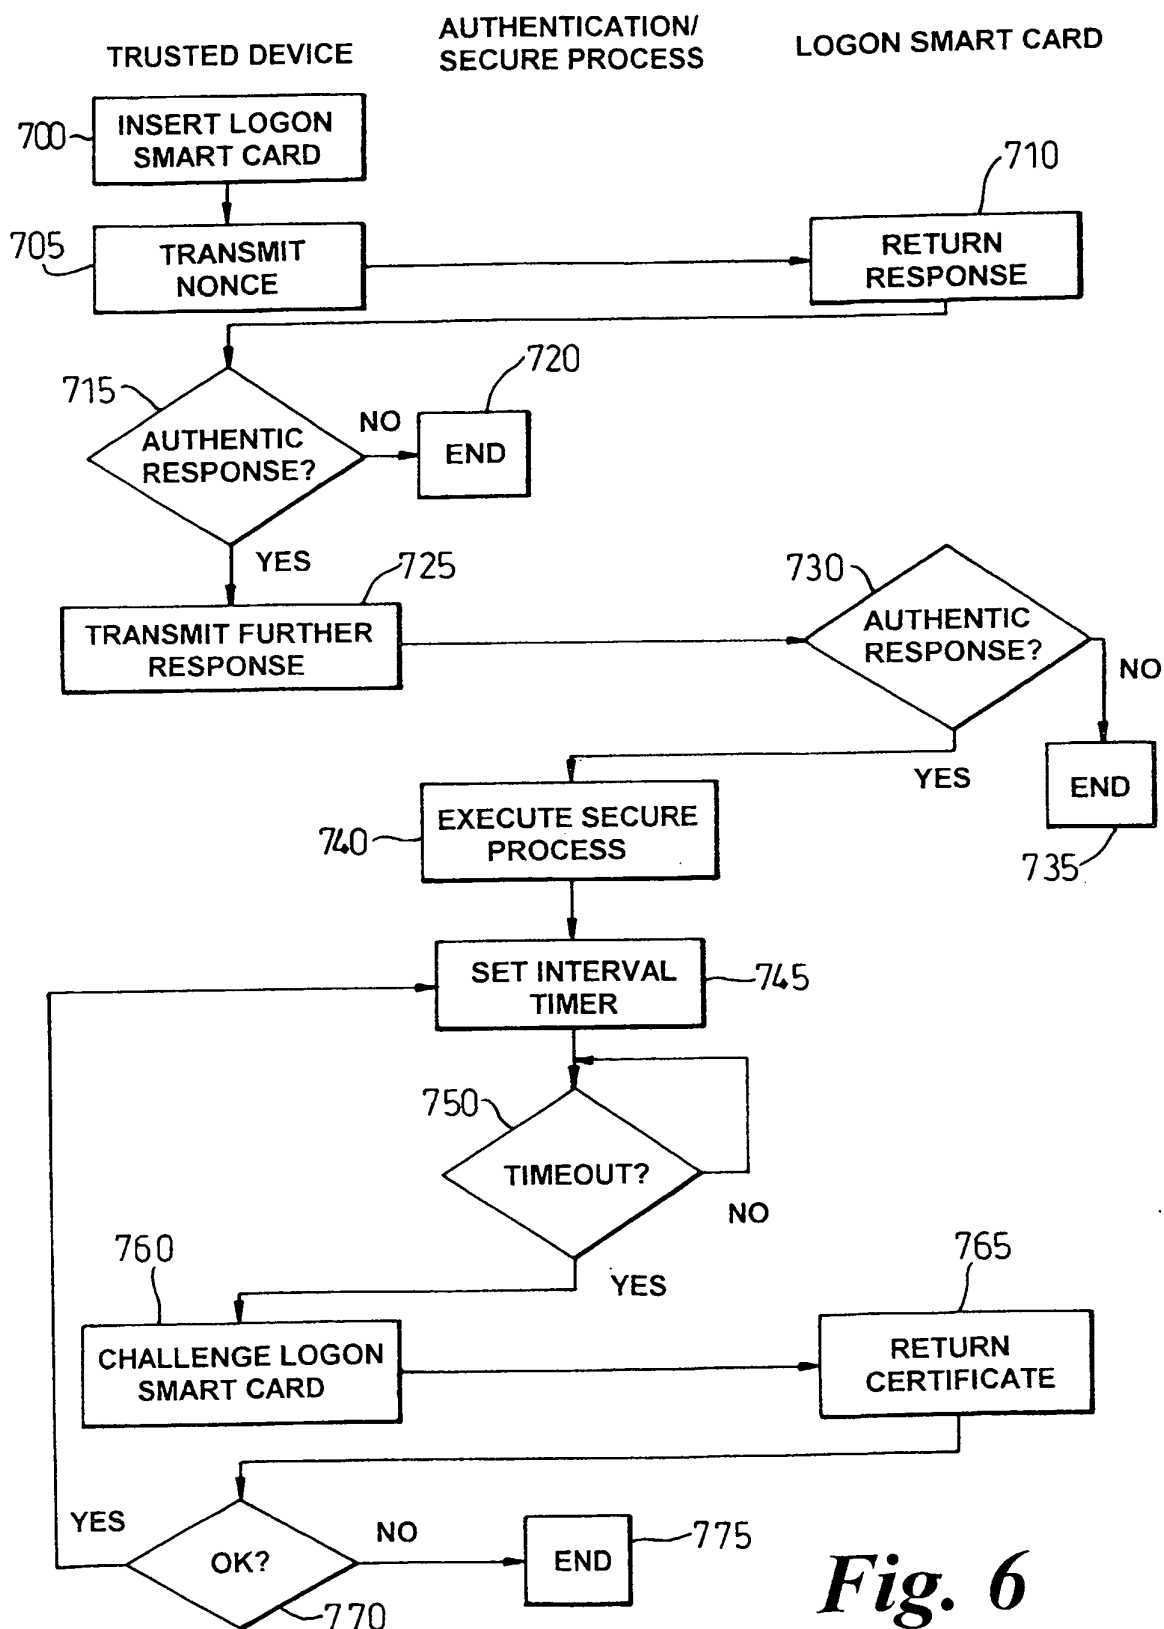 TRUSTED DEVICE
AUTHENTICATION/
SECURE PROCESS
LOGON SMART CARD
700
INSERT LOGON
SMART CARD
710
705
TRANSMIT
NONCE
RETURN
RESPONSE
715
720
AUTHENTIC
RESPONSE?
NO
END
YES
725
730
TRANSMIT FURTHER
RESPONSE
AUTHENTIC
RESPONSE?
NO
YES
END
735
740
EXECUTE SECURE
PROCESS
SET INTERVAL
TIMER
745
750
TIMEOUT?
NO
YES
760
765
CHALLENGE LOGON
SMART CARD
RETURN
CERTIFICATE
YES
OK?
NO
END
775
770
Fig. 6